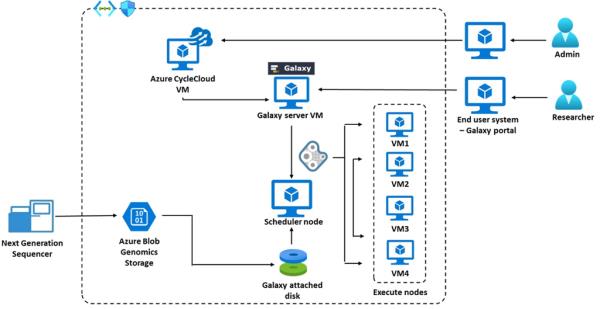 Admin
Azure CycleCloud
VM
Galaxy
Galaxy server VM
End user system
– Galaxy portal
Researcher
VM1
VM2
Scheduler node
VM3
Next Generation
Sequencer
10
01
Azure Blob
Genomics
Storage
VM4
Galaxy attached
disk
Execute nodes